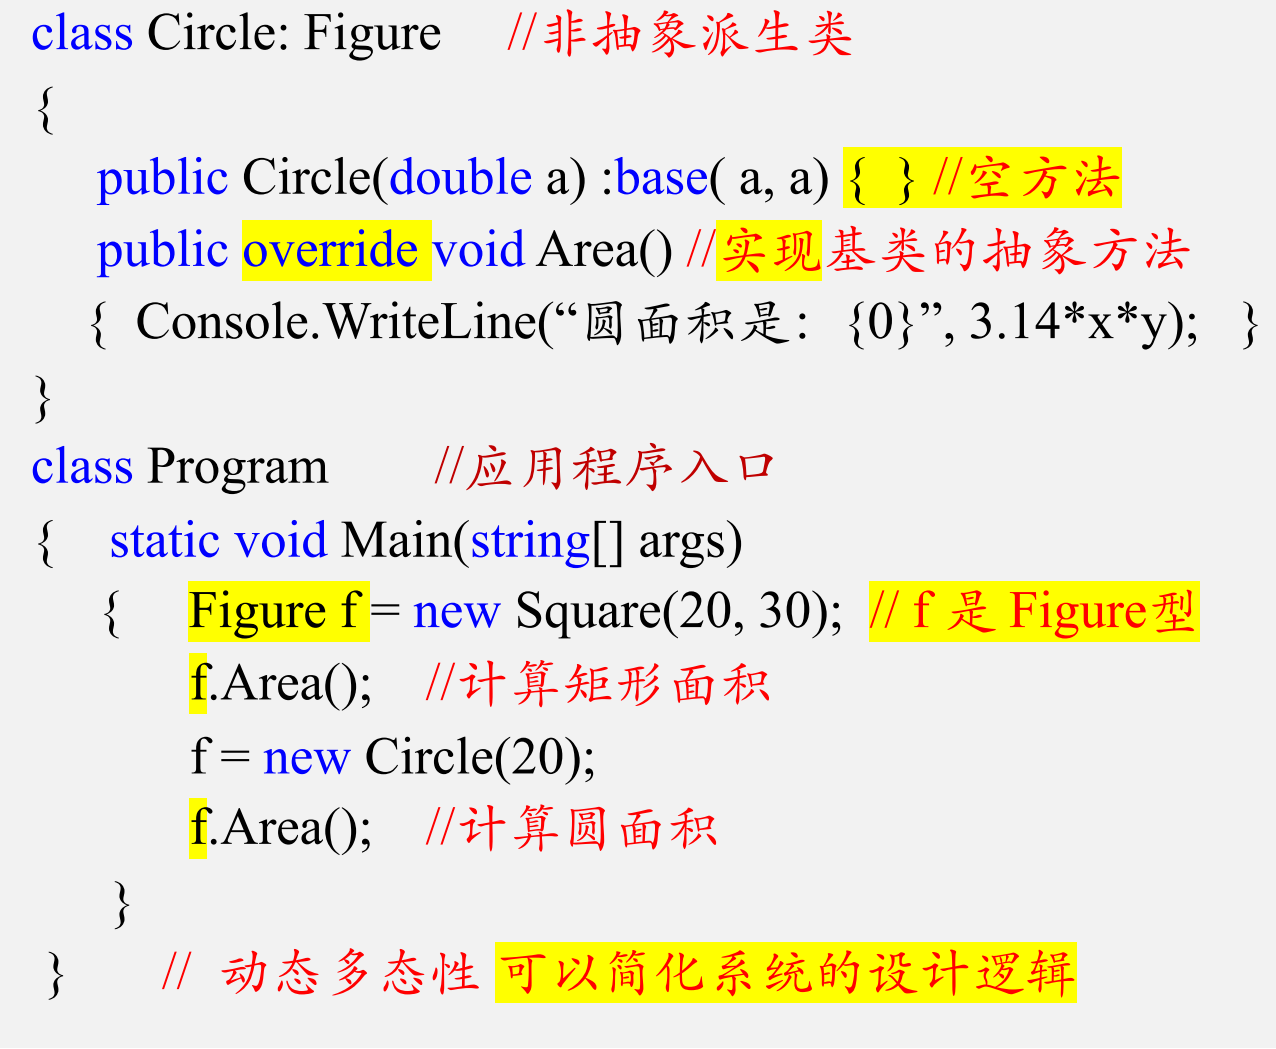 class Circle: Figure //非抽象派生类
{
public Circle(double a) :base( a, a) { } //空方法
public override void Area() //实现基类的抽象方法
{ Console.WriteLine(“圆面积是：{0}”, 3.14*x*y); }
}
class Program //应用程序入口
{ static void Main(string[] args)
{ Figure f = new Square(20, 30); // f 是 Figure型
f.Area(); //计算矩形面积
f = new Circle(20);
f.Area(); //计算圆面积
}
} // 动态多态性 可以简化系统的设计逻辑